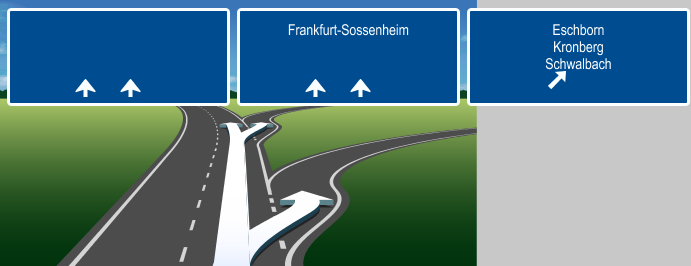 Frankfurt-Sossenheim
Eschborn
Kronberg
Schwalbach